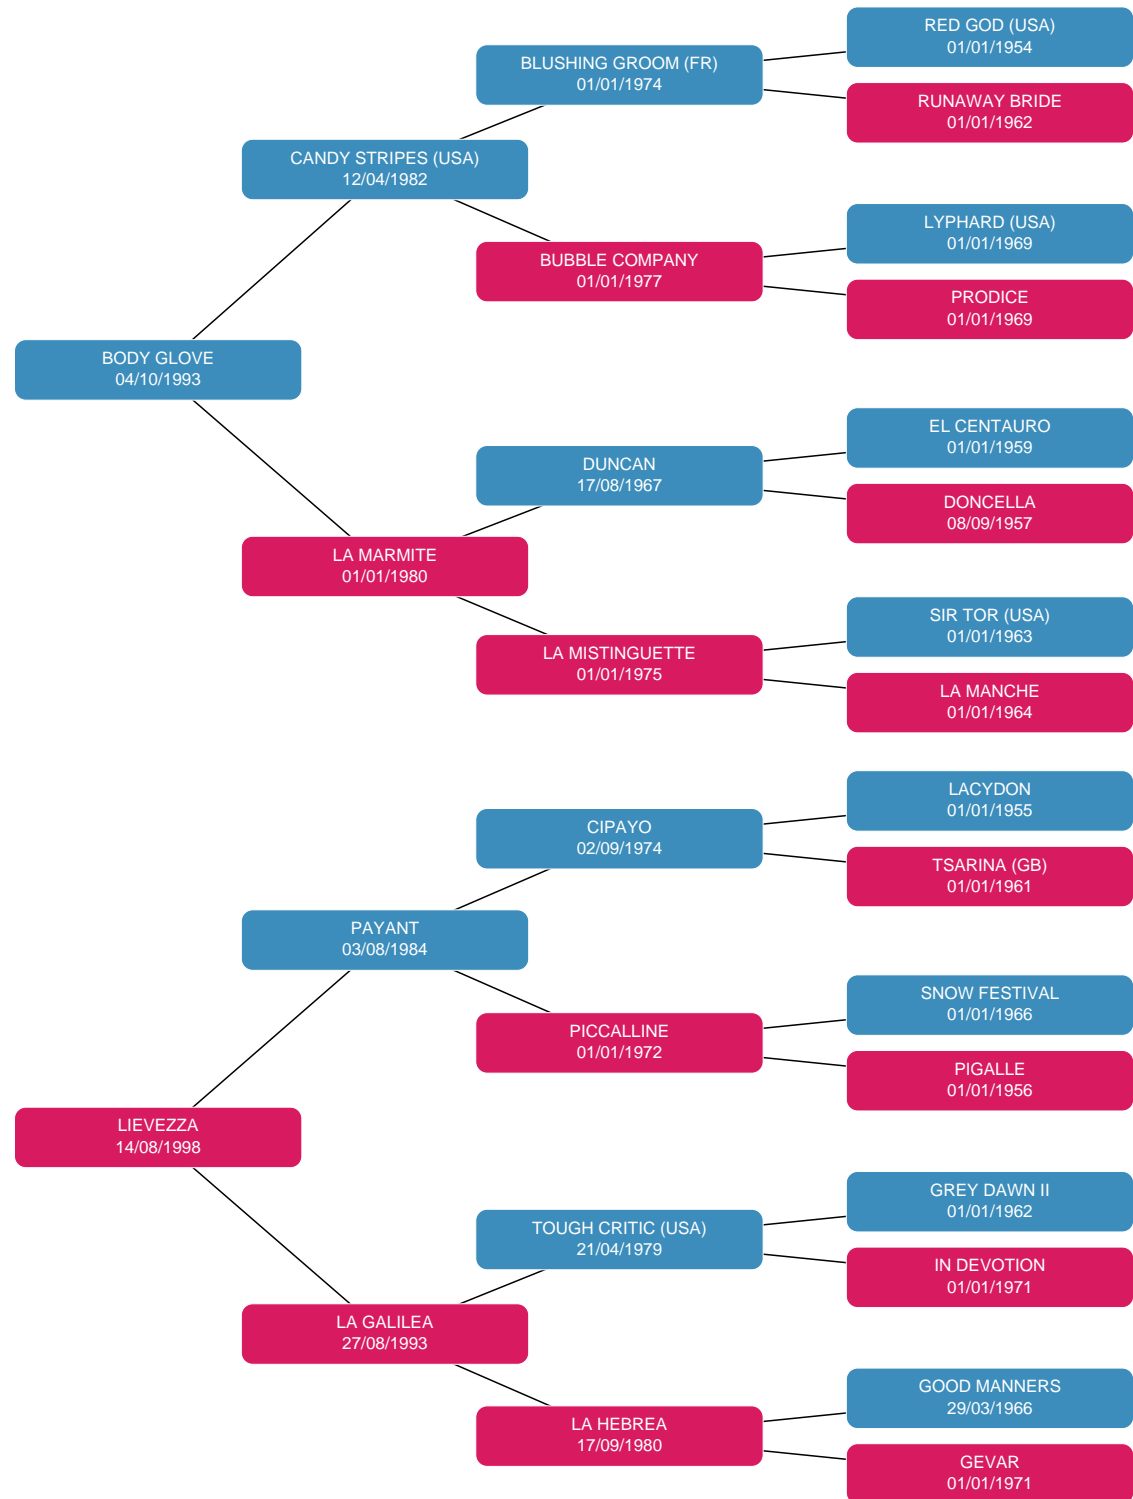 RED GOD (USA)
01/01/1954
BLUSHING GROOM (FR)
01/01/1974
RUNAWAY BRIDE
01/01/1962
CANDY STRIPES (USA)
12/04/1982
LYPHARD (USA)
01/01/1969
BUBBLE COMPANY
01/01/1977
PRODICE
01/01/1969
BODY GLOVE
04/10/1993
EL CENTAURO
01/01/1959
DUNCAN
17/08/1967
DONCELLA
08/09/1957
LA MARMITE
01/01/1980
SIR TOR (USA)
01/01/1963
LA MISTINGUETTE
01/01/1975
LA MANCHE
01/01/1964
LACYDON
01/01/1955
CIPAYO
02/09/1974
TSARINA (GB)
01/01/1961
PAYANT
03/08/1984
SNOW FESTIVAL
01/01/1966
PICCALLINE
01/01/1972
PIGALLE
01/01/1956
LIEVEZZA
14/08/1998
GREY DAWN II
01/01/1962
TOUGH CRITIC (USA)
21/04/1979
IN DEVOTION
01/01/1971
LA GALILEA
27/08/1993
GOOD MANNERS
29/03/1966
LA HEBREA
17/09/1980
GEVAR
01/01/1971